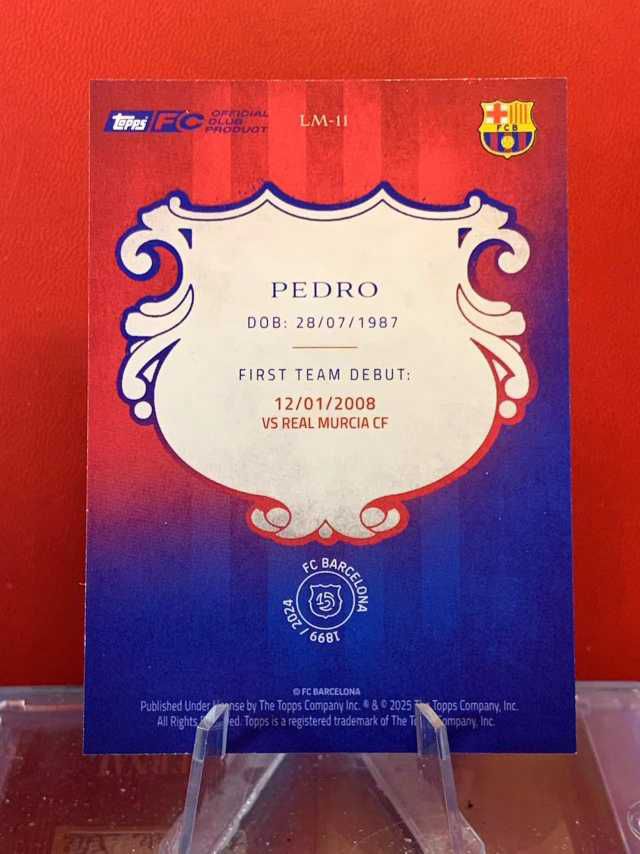 topps FC OFFICIAL
CLUB
PRODUCT
LM-11
FCB
PEDRO
DOB: 28/07/1987
FIRST TEAM DEBUT:
12/01/2008
VS REAL MURCIA CF
FC BARCELONA
1899 / 2024
© FC BARCELONA
Published Under License by The Topps Company Inc. ® & © 2025 The Topps Company, Inc.
All Rights Reserved. Topps is a registered trademark of The Topps Company, Inc.